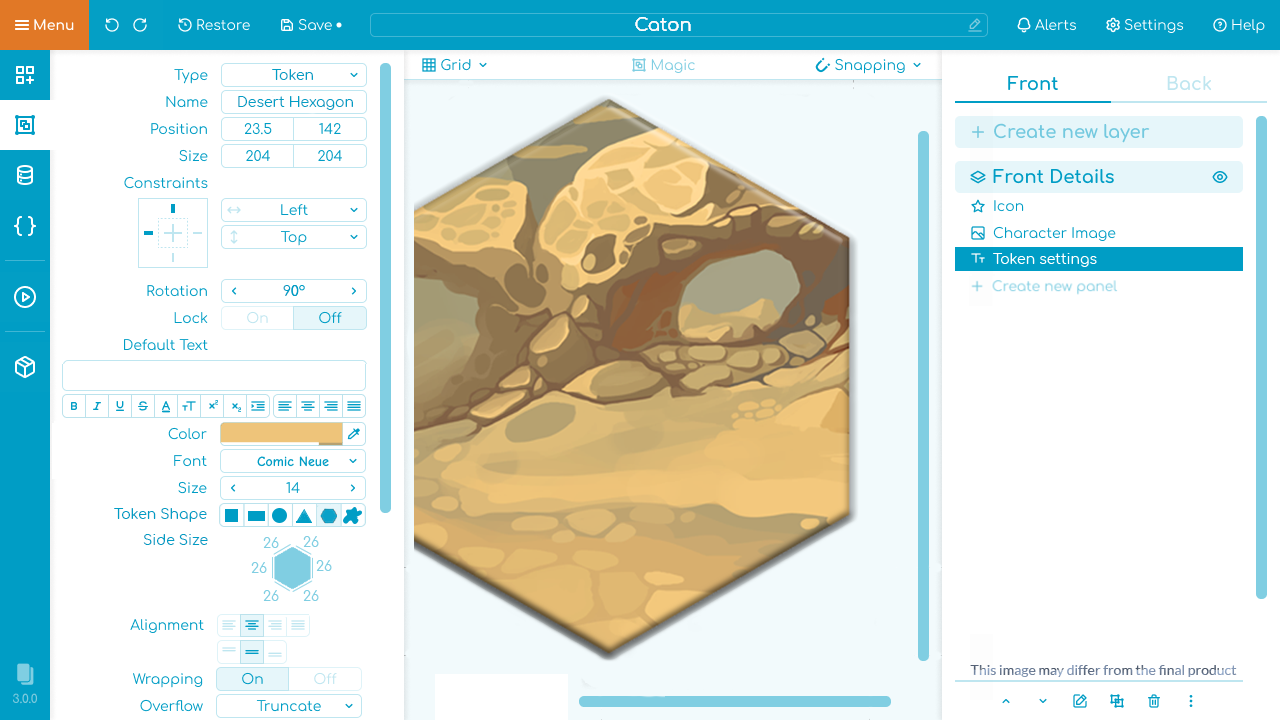 Menu
Restore
Save
Caton
Alerts
Settings
Help
Type
Token
Name
Desert Hexagon
Position
23.5
142
Size
204
204
Constraints
Left
Top
Rotation
90°
Lock
On
Off
Default Text
B I U S A TT x² x₂
Color
Font
Comic Neue
Size
14
Token Shape
Side Size
26
26
26
26
26
26
Alignment
Wrapping
On
Off
Overflow
Truncate
3.0.0
Grid
Magic
Snapping
Front
Back
Create new layer
Front Details
Icon
Character Image
Token settings
Create new panel
This image may differ from the final product